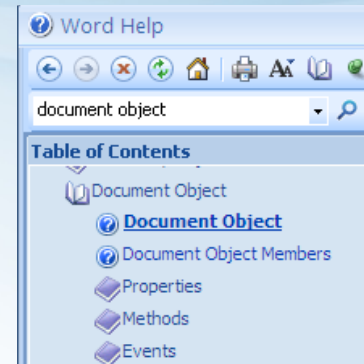 Word Help
document object
Table of Contents
Document Object
Document Object
Document Object Members
Properties
Methods
Events